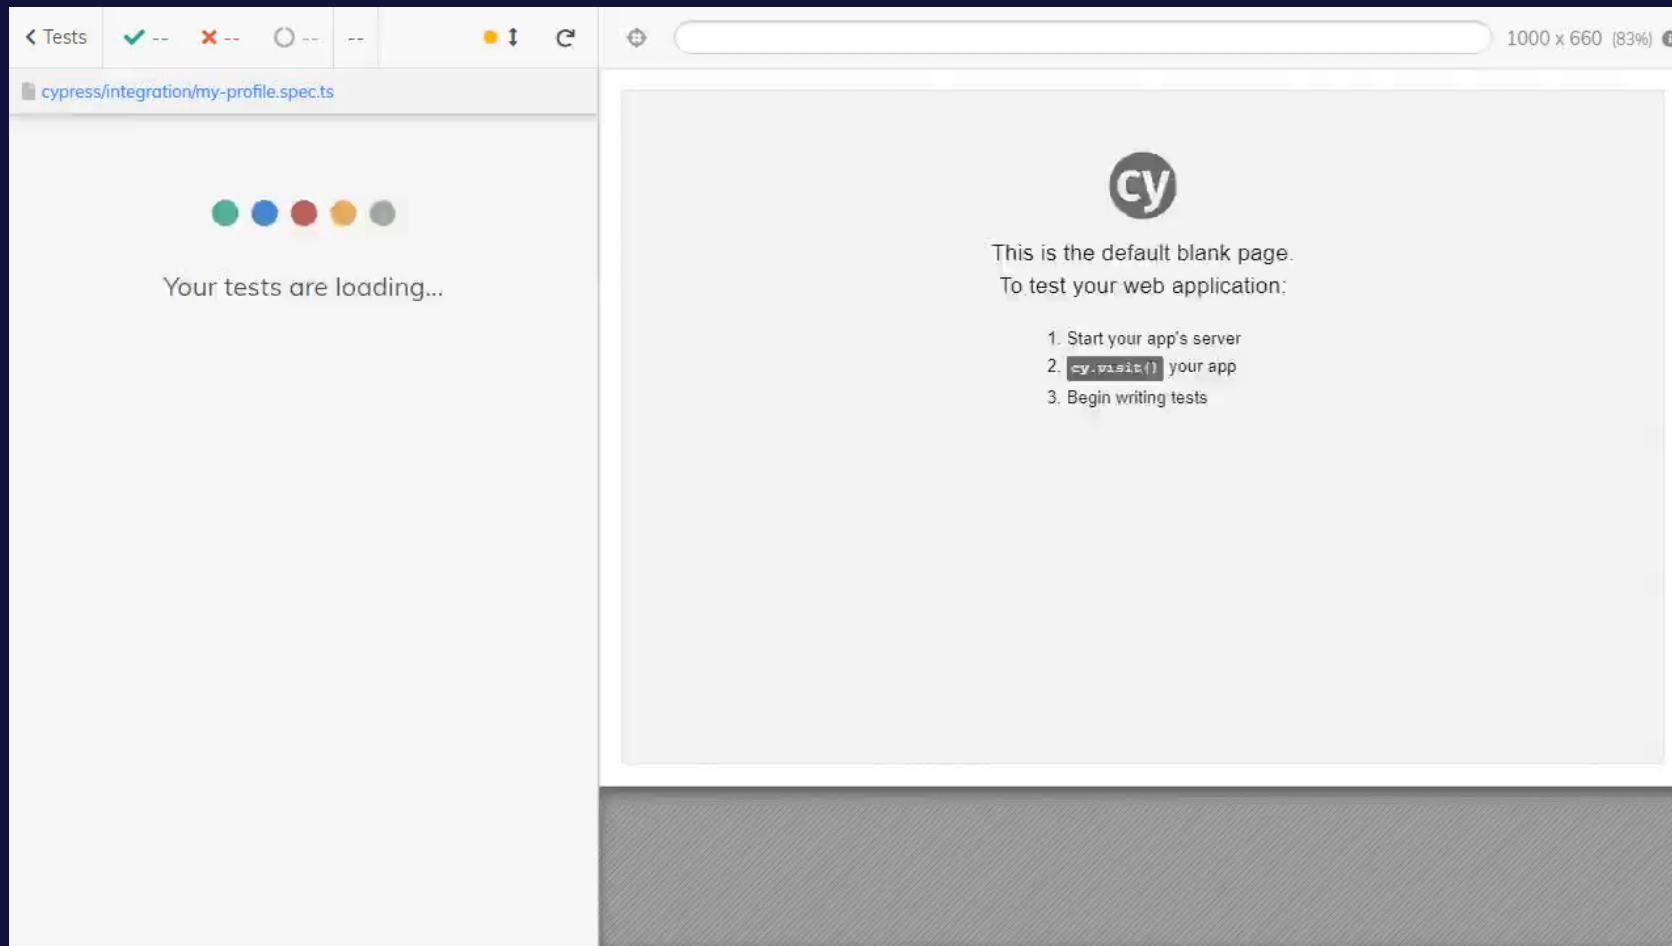 Tests -- -- -- --
1000 x 660 (83%)
cypress/integration/my-profile.spec.ts
Your tests are loading...
cy
This is the default blank page.
To test your web application:
1. Start your app's server
2. cy.visit() your app
3. Begin writing tests